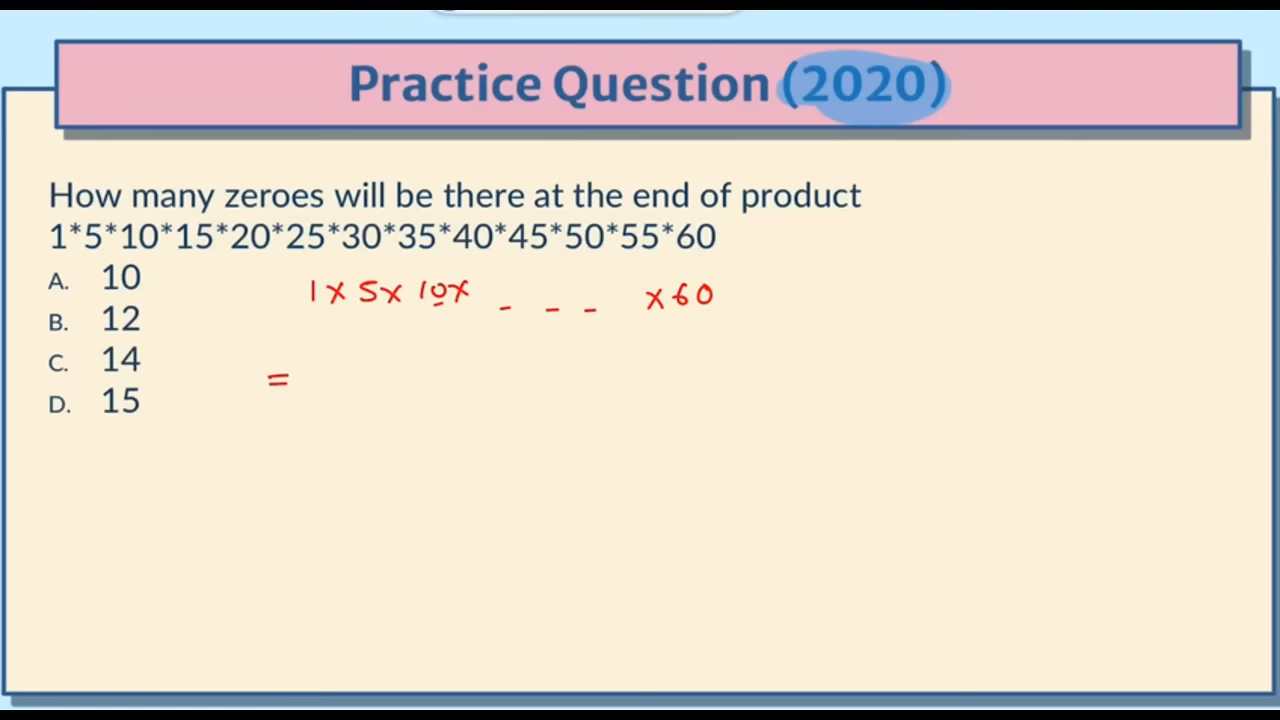 Practice Question (2020)
How many zeroes will be there at the end of product
1*5*10*15*20*25*30*35*40*45*50*55*60
A. 10
B. 12
C. 14
D. 15
1 x 5 x 10 x - - - x 60
=